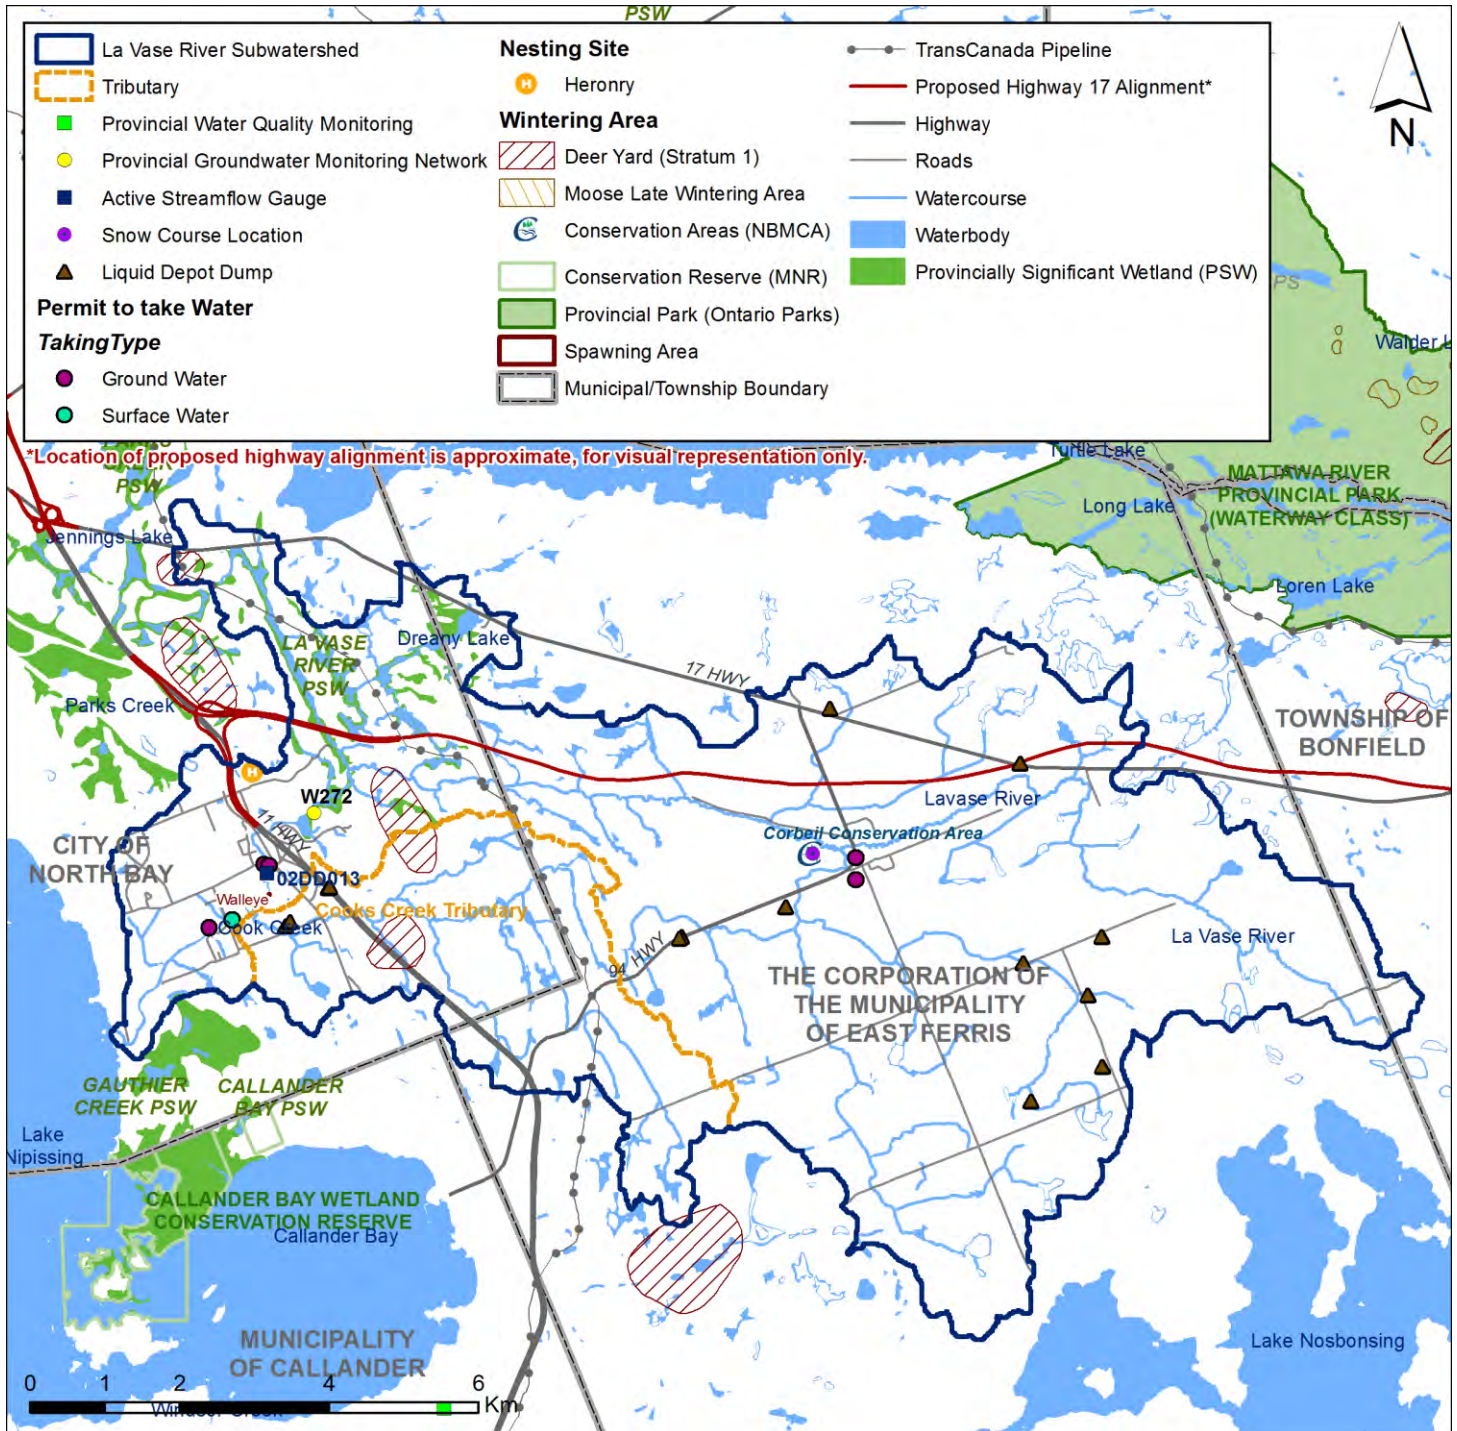 PSW
La Vase River Subwatershed
Tributary
Provincial Water Quality Monitoring
Provincial Groundwater Monitoring Network
Active Streamflow Gauge
Snow Course Location
Liquid Depot Dump
Permit to take Water
TakingType
Ground Water
Surface Water
Nesting Site
H
Heronry
Wintering Area
Deer Yard (Stratum 1)
Moose Late Wintering Area
Conservation Areas (NBMCA)
Conservation Reserve (MNR)
Provincial Park (Ontario Parks)
Spawning Area
Municipal/Township Boundary
TransCanada Pipeline
Proposed Highway 17 Alignment*
Highway
Roads
Watercourse
Waterbody
Provincially Significant Wetland (PSW)
N
PS
Walder L
*Location of proposed highway alignment is approximate, for visual representation only.
PSW
Turtle Lake
MATTAWA RIVER
PROVINCIAL PARK
(WATERWAY CLASS)
Long Lake
Jennings Lake
Loren Lake
LA VASE
RIVER
PSW
Dreany Lake
17 HWY
Parks Creek
TOWNSHIP OF
BONFIELD
H
W272
Lavase River
11 HWY
Corbeil Conservation Area
CITY OF
NORTH BAY
02DD013
Walleye
Cooks Creek Tributary
Cook Creek
La Vase River
94 HWY
THE CORPORATION OF
THE MUNICIPALITY
OF EAST FERRIS
GAUTHIER
CREEK PSW
CALLANDER
BAY PSW
Lake
Nipissing
CALLANDER BAY WETLAND
CONSERVATION RESERVE
Callander Bay
MUNICIPALITY
OF CALLANDER
Lake Nosbonsing
0 1 2 4 6
Km
Windsor Creek